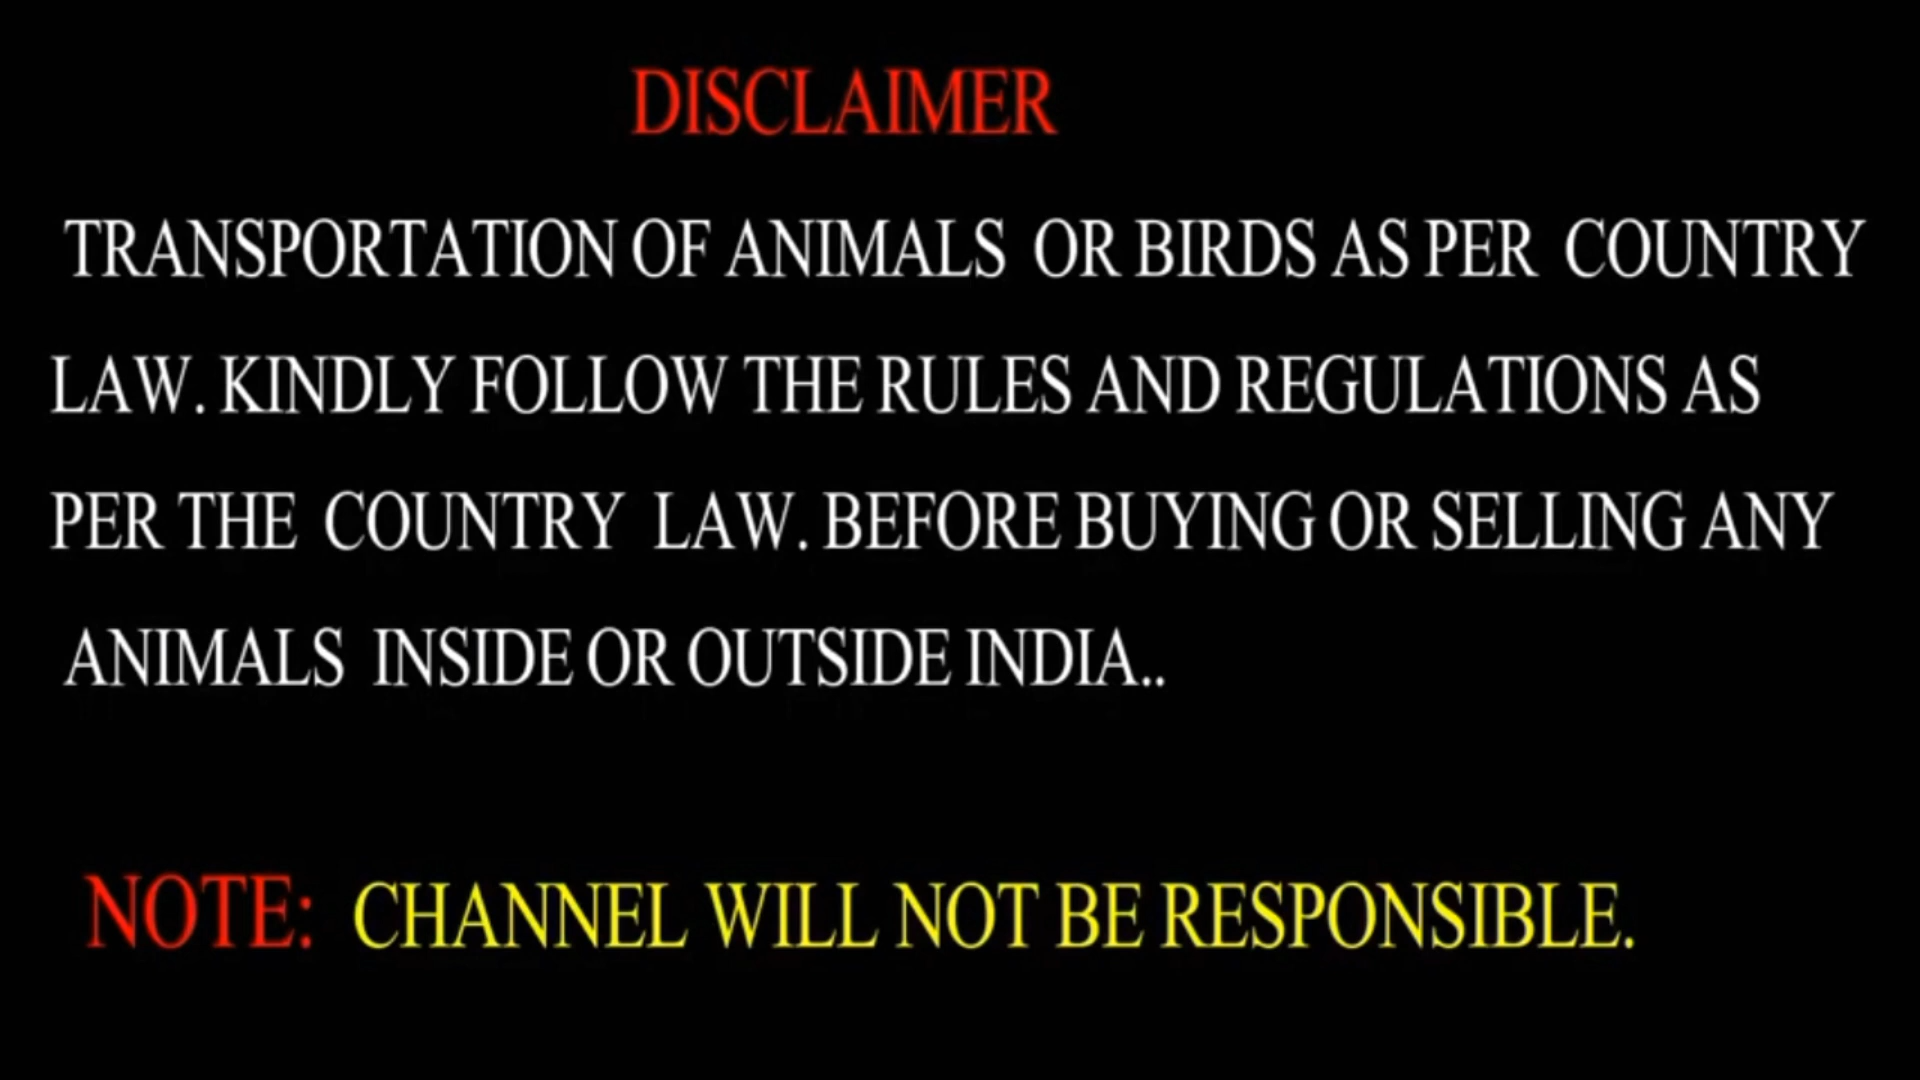 DISCLAIMER
TRANSPORTATION OF ANIMALS OR BIRDS AS PER COUNTRY
LAW. KINDLY FOLLOW THE RULES AND REGULATIONS AS
PER THE COUNTRY LAW. BEFORE BUYING OR SELLING ANY
ANIMALS INSIDE OR OUTSIDE INDIA..
NOTE: CHANNEL WILL NOT BE RESPONSIBLE.